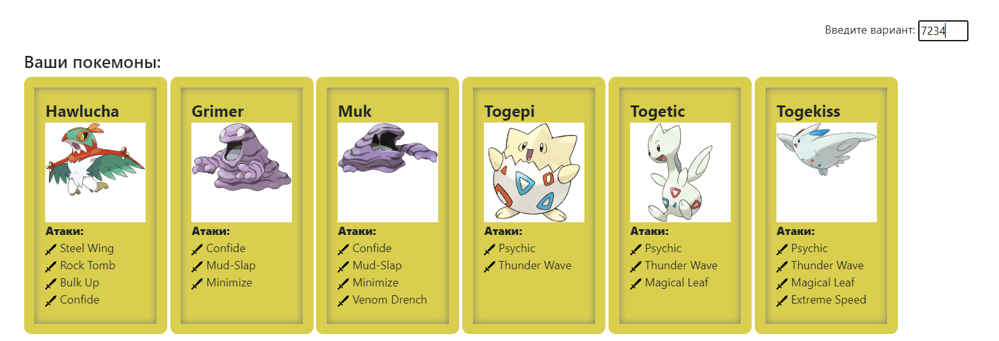 Введите вариант: 7234
Ваши покемоны:
Hawlucha
Атаки:
Steel Wing
Rock Tomb
Bulk Up
Confide
Grimer
Атаки:
Confide
Mud-Slap
Minimize
Muk
Атаки:
Confide
Mud-Slap
Minimize
Venom Drench
Togepi
Атаки:
Psychic
Thunder Wave
Togetic
Атаки:
Psychic
Thunder Wave
Magical Leaf
Togekiss
Атаки:
Psychic
Thunder Wave
Magical Leaf
Extreme Speed